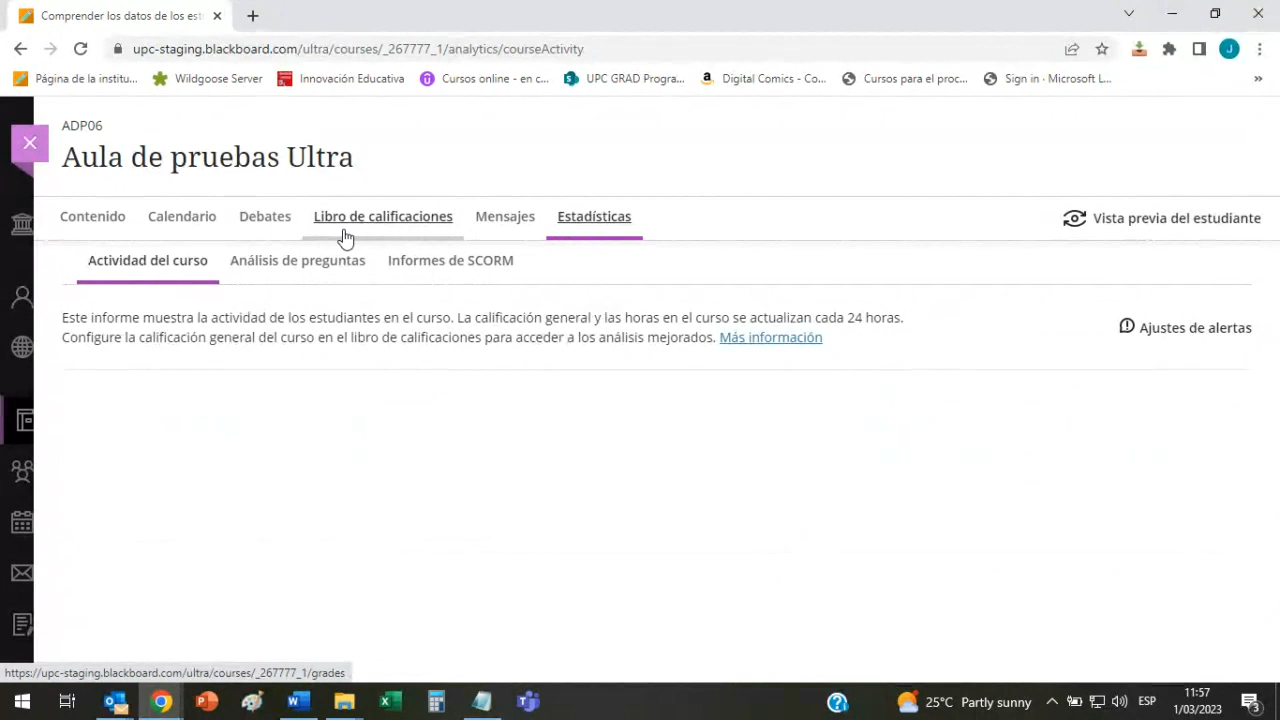 Comprender los datos de los est
upc-staging.blackboard.com/ultra/courses/_267777_1/analytics/courseActivity
J
Página de la institu...
Wildgoose Server
Innovación Educativa
Cursos online - en c...
UPC GRAD Progra...
Digital Comics - Co...
Cursos para el proc...
Sign in · Microsoft L...
»
ADP06
Aula de pruebas Ultra
Contenido
Calendario
Debates
Libro de calificaciones
Mensajes
Estadísticas
Vista previa del estudiante
Actividad del curso
Análisis de preguntas
Informes de SCORM
Este informe muestra la actividad de los estudiantes en el curso. La calificación general y las horas en el curso se actualizan cada 24 horas.
Configure la calificación general del curso en el libro de calificaciones para acceder a los análisis mejorados. Más información
Ajustes de alertas
https://upc-staging.blackboard.com/ultra/courses/_267777_1/grades
25°C Partly sunny
ESP
11:57
1/03/2023
3